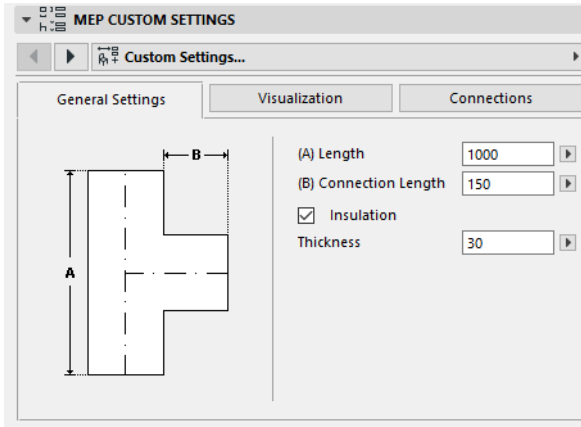 MEP CUSTOM SETTINGS
Custom Settings...
General Settings Visualization Connections
B
A
(A) Length 1000
(B) Connection Length 150
Insulation
Thickness 30